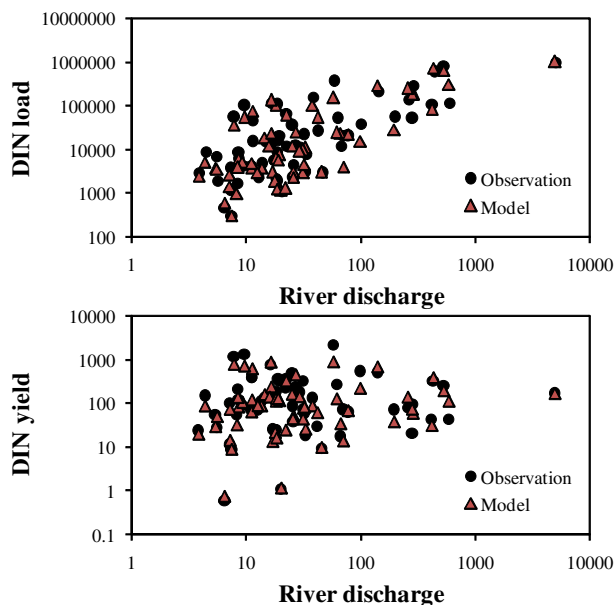 10000000
1000000
100000
10000
1000
100
DIN load
Observation
Model
1 10 100 1000 10000
River discharge
10000
1000
100
10
1
0.1
DIN yield
Observation
Model
1 10 100 1000 10000
River discharge